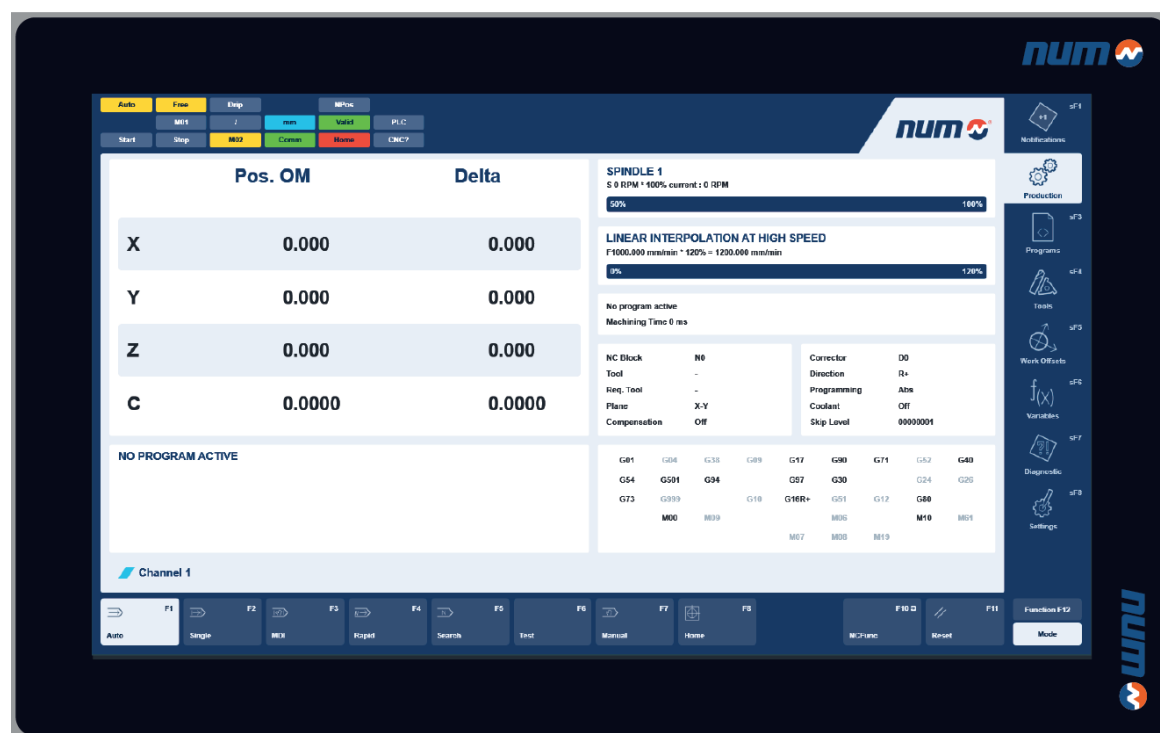 num
Auto Free Drip NPos
M01 / mm Valid PLC
Start Stop M02 Comm Home CNC?
num
+1 sF1
Notifications
Production
sF3
Programs
sF4
Tools
sF5
Work Offsets
f(x) sF6
Variables
sF7
Diagnostic
sF8
Settings
Pos. OM Delta
X 0.000 0.000
Y 0.000 0.000
Z 0.000 0.000
C 0.0000 0.0000
SPINDLE 1
S 0 RPM * 100% current : 0 RPM
50% 100%
LINEAR INTERPOLATION AT HIGH SPEED
F1000.000 mm/min * 120% = 1200.000 mm/min
0% 120%
No program active
Machining Time 0 ms
NC Block N0
Tool -
Req. Tool -
Plane X-Y
Compensation Off
Corrector D0
Direction R+
Programming Abs
Coolant Off
Skip Level 00000001
NO PROGRAM ACTIVE
G01 G04 G38 G09 G17 G90 G71 G52 G40
G54 G501 G94 G97 G30 G24 G26
G73 G999 G10 G16R+ G51 G12 G80
M00 M09 M06 M10 M61
M07 M08 M19
Channel 1
F1 F2 F3 F4 F5 F6 F7 F8 F10 F11 Function F12
Auto Single MDI Rapid Search Test Manual Home NCFunc Reset Mode
num